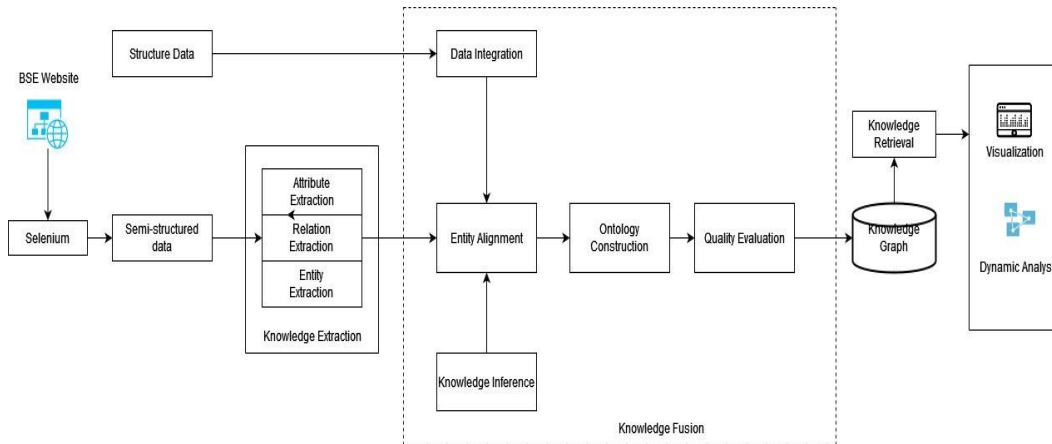 Structure Data
Data Integration
BSE Website
Knowledge
Retrieval
Visualization
Attribute
Extraction
Selenium
Semi-structured
data
Relation
Extraction
Entity Alignment
Ontology
Construction
Quality Evaluation
Knowledge
Graph
Dynamic Analys
Entity
Extraction
Knowledge Extraction
Knowledge Inference
Knowledge Fusion